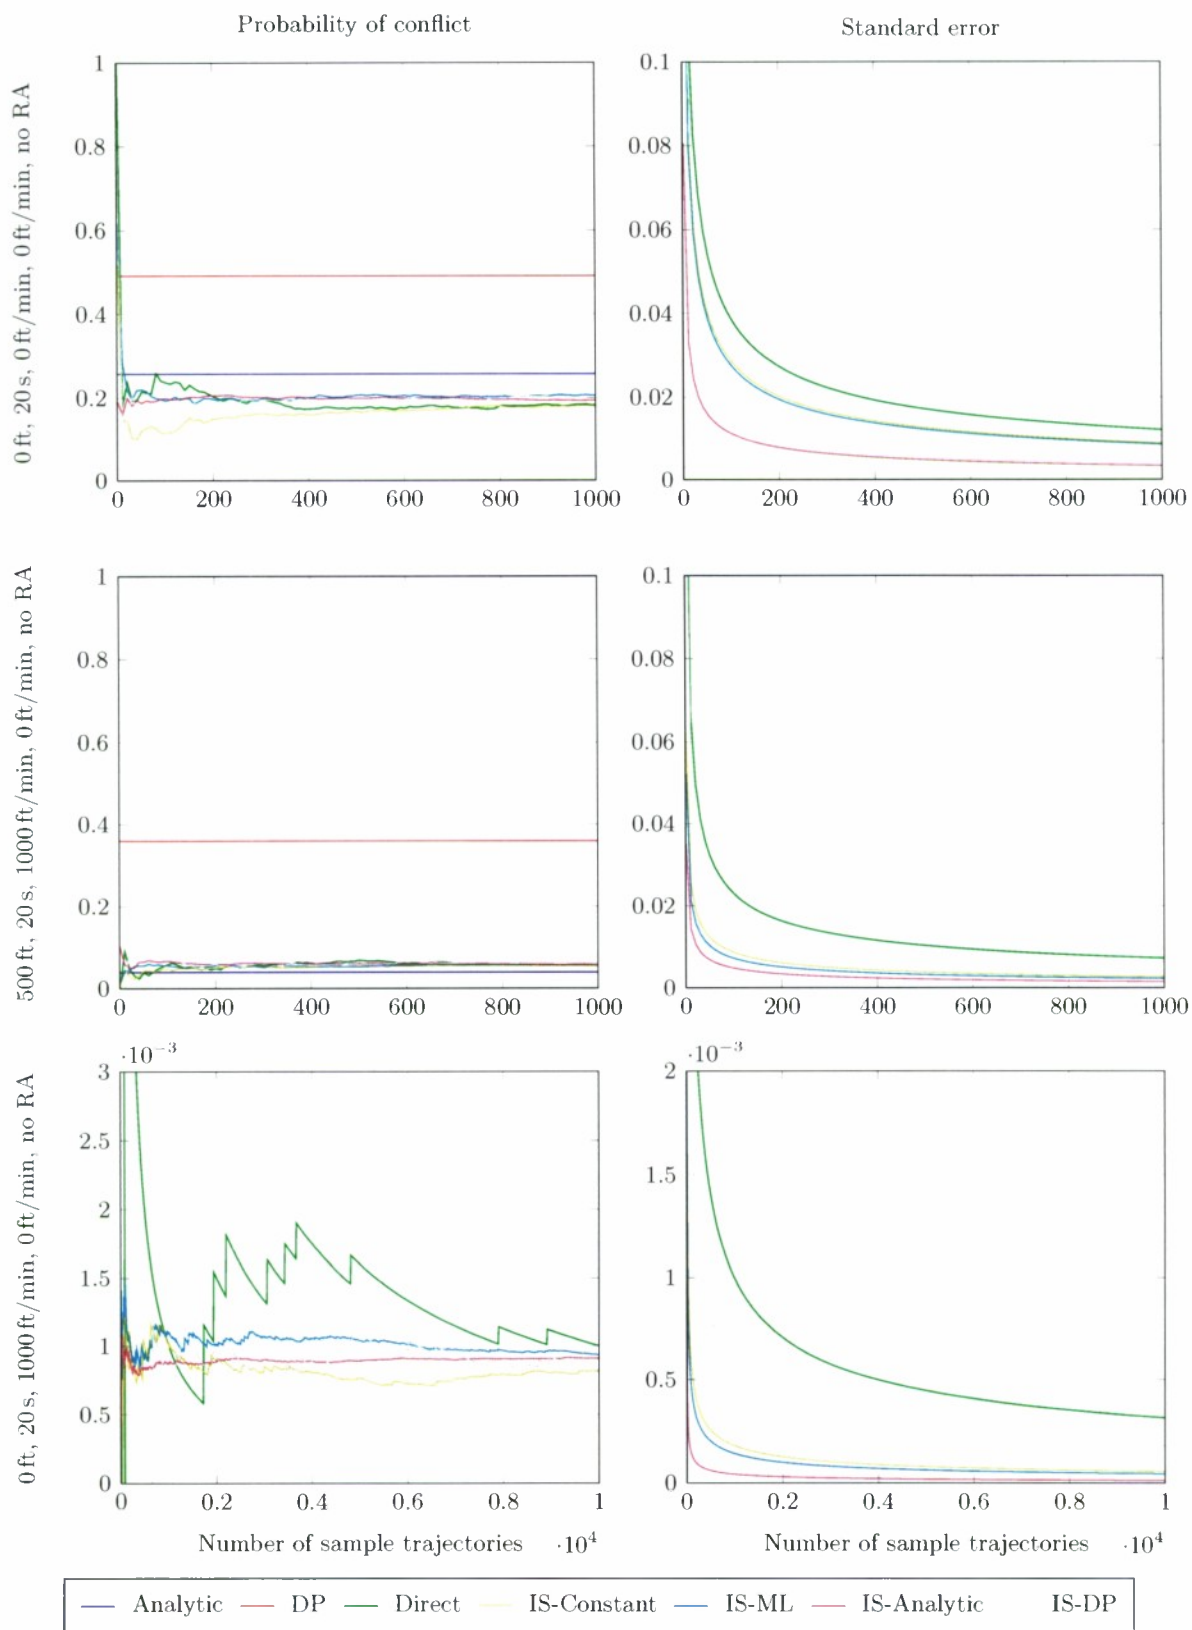 Probability of conflict
Standard error
0 ft, 20 s, 0 ft/min, 0 ft/min, no RA
1
0.8
0.6
0.4
0.2
0
0 200 400 600 800 1000
0.1
0.08
0.06
0.04
0.02
0
0 200 400 600 800 1000
500 ft, 20 s, 1000 ft/min, 0 ft/min, no RA
1
0.8
0.6
0.4
0.2
0
0 200 400 600 800 1000
0.1
0.08
0.06
0.04
0.02
0
0 200 400 600 800 1000
0 ft, 20 s, 1000 ft/min, 0 ft/min, no RA
·10⁻³
3
2.5
2
1.5
1
0.5
0
0 0.2 0.4 0.6 0.8 1
Number of sample trajectories ·10⁴
·10⁻³
2
1.5
1
0.5
0
0 0.2 0.4 0.6 0.8 1
Number of sample trajectories ·10⁴
Analytic DP Direct IS-Constant IS-ML IS-Analytic IS-DP